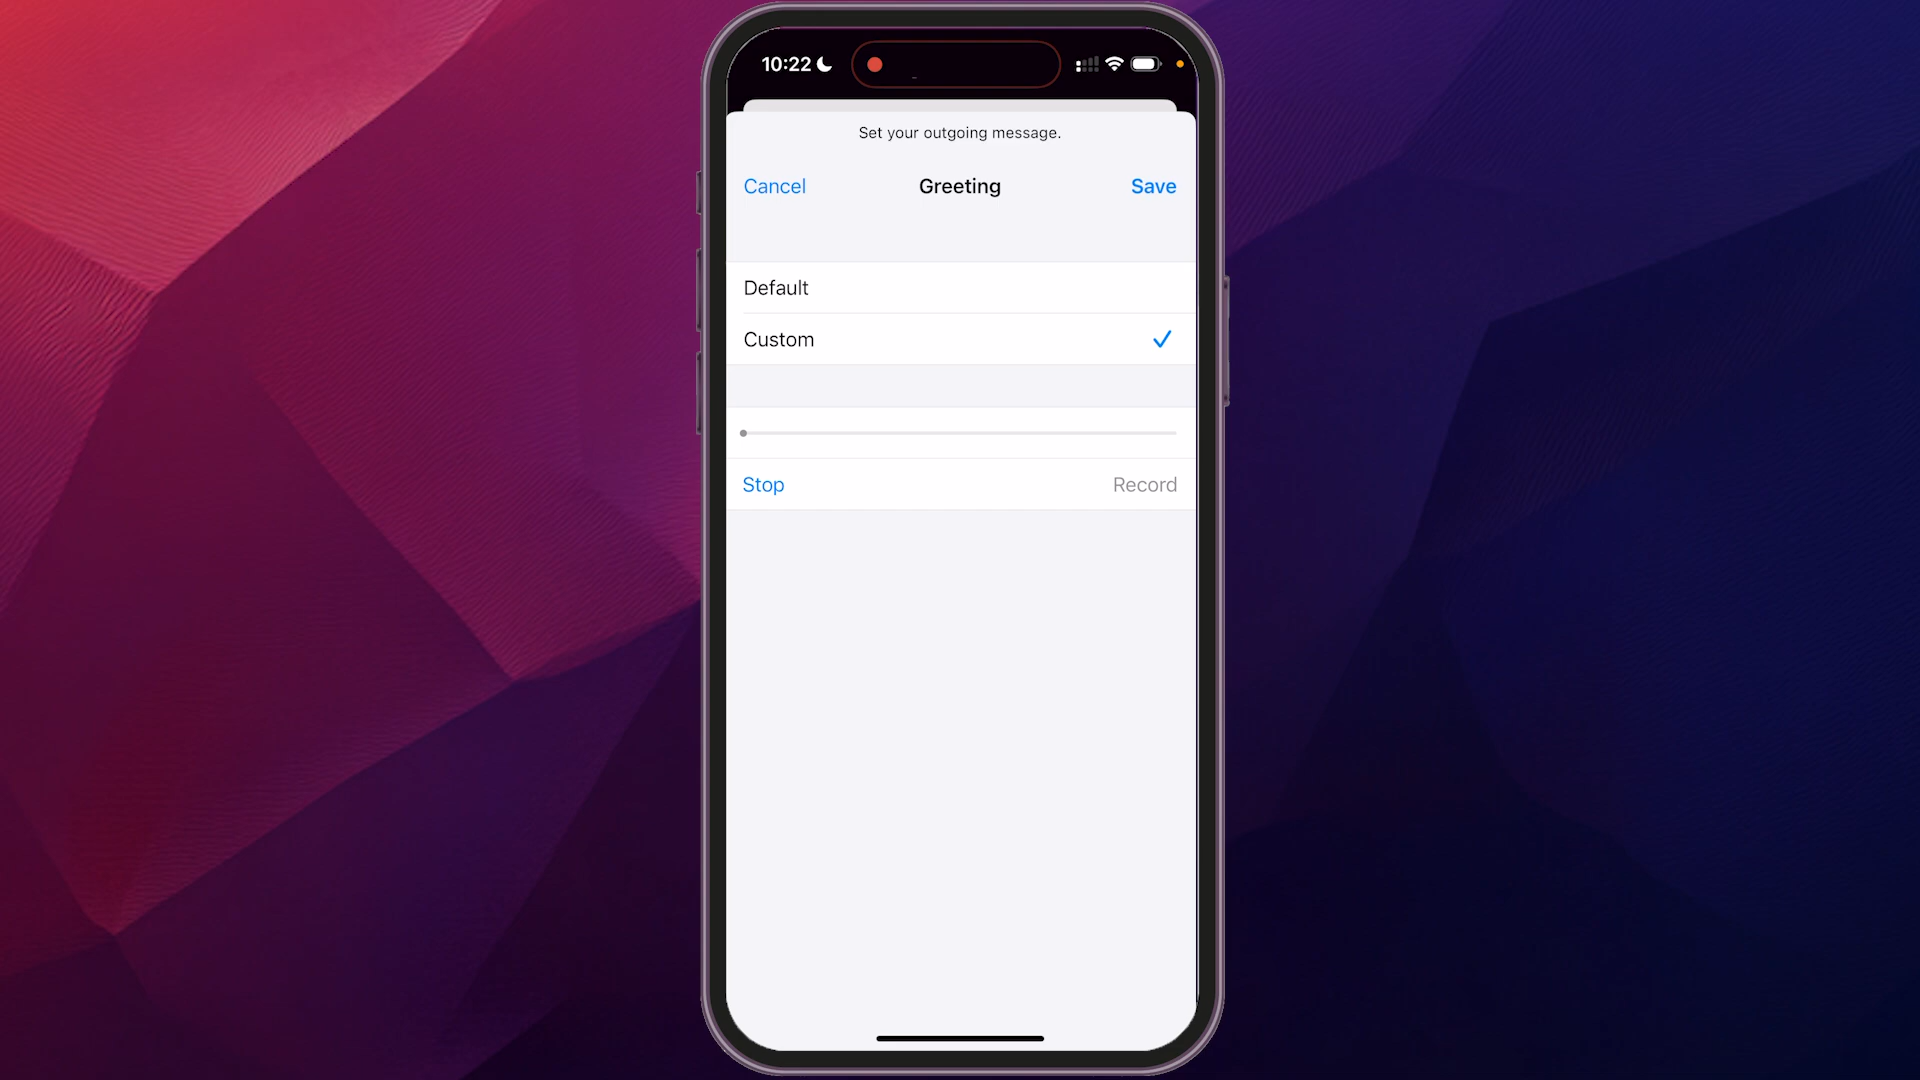 10:22
Set your outgoing message.
Cancel Greeting Save
Default
Custom
Stop Record